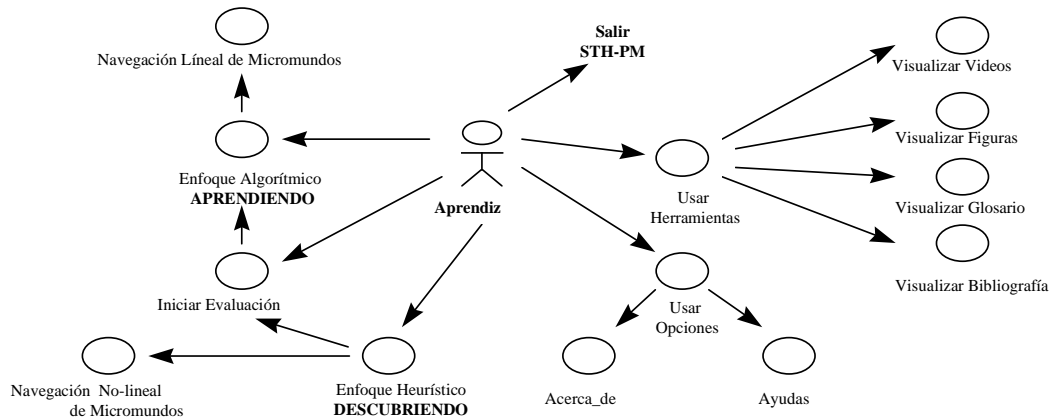 Salir
STH-PM
Navegación Líneal de Micromundos
Visualizar Videos
Visualizar Figuras
Enfoque Algorítmico
APRENDIENDO
Aprendiz
Usar
Herramientas
Visualizar Glosario
Iniciar Evaluación
Usar
Opciones
Visualizar Bibliografía
Navegación No-lineal
de Micromundos
Enfoque Heurístico
DESCUBRIENDO
Acerca_de
Ayudas